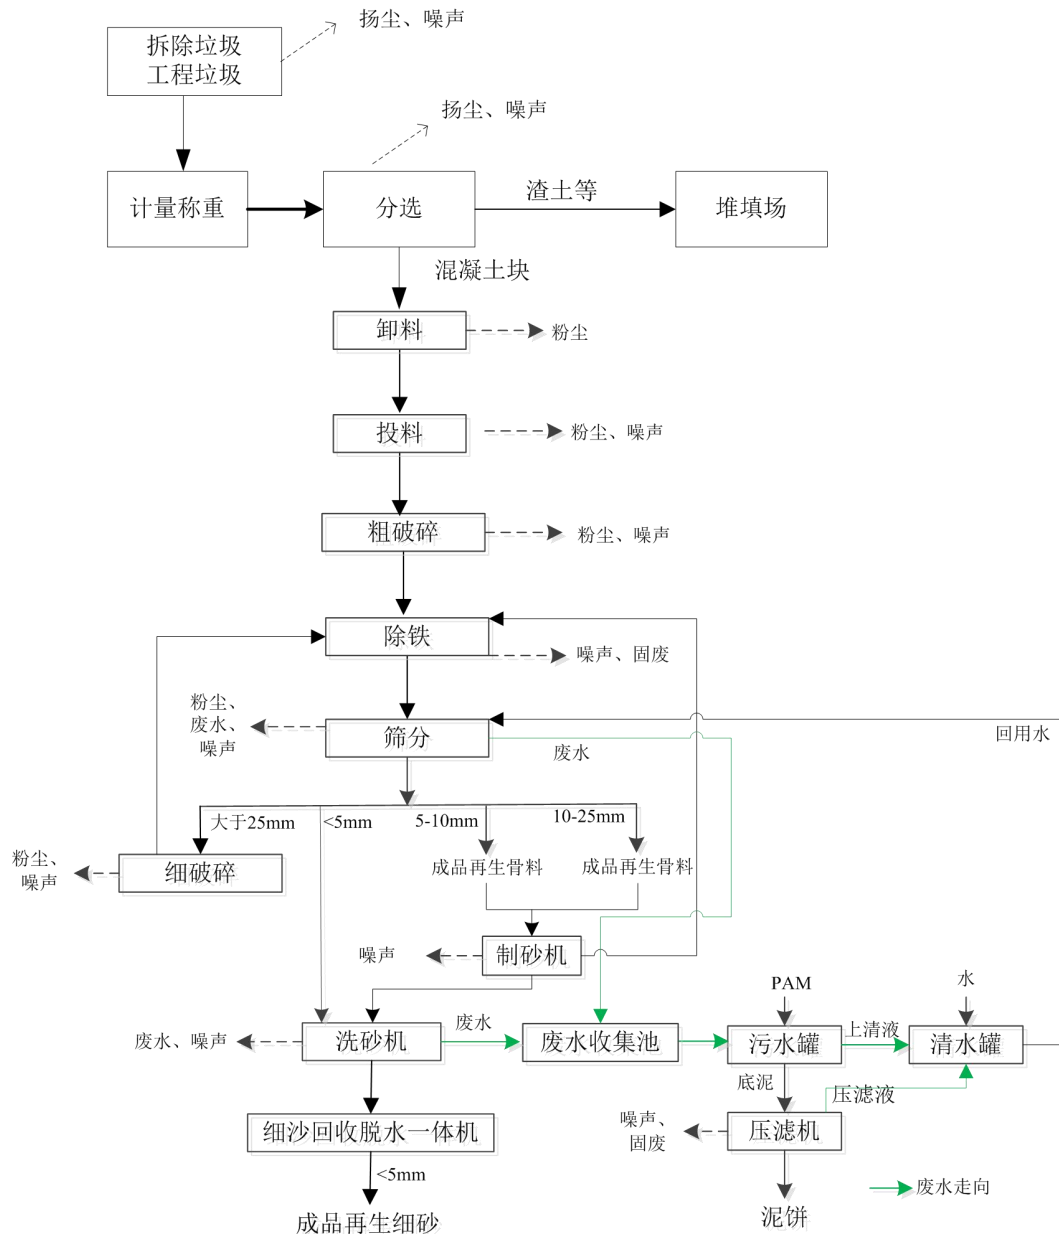 扬尘、噪声
拆除垃圾
工程垃圾
扬尘、噪声
计量称重
分选
渣土等
堆填场
混凝土块
卸料
粉尘
投料
粉尘、噪声
粗破碎
粉尘、噪声
除铁
噪声、固废
粉尘、
废水、
噪声
筛分
废水
回用水
大于25mm
<5mm
5-10mm
10-25mm
粉尘、
噪声
细破碎
成品再生骨料
成品再生骨料
噪声
制砂机
PAM
水
废水、噪声
洗砂机
废水
废水收集池
污水罐
上清液
清水罐
底泥
压滤液
细沙回收脱水一体机
噪声、
固废
压滤机
<5mm
废水走向
成品再生细砂
泥饼